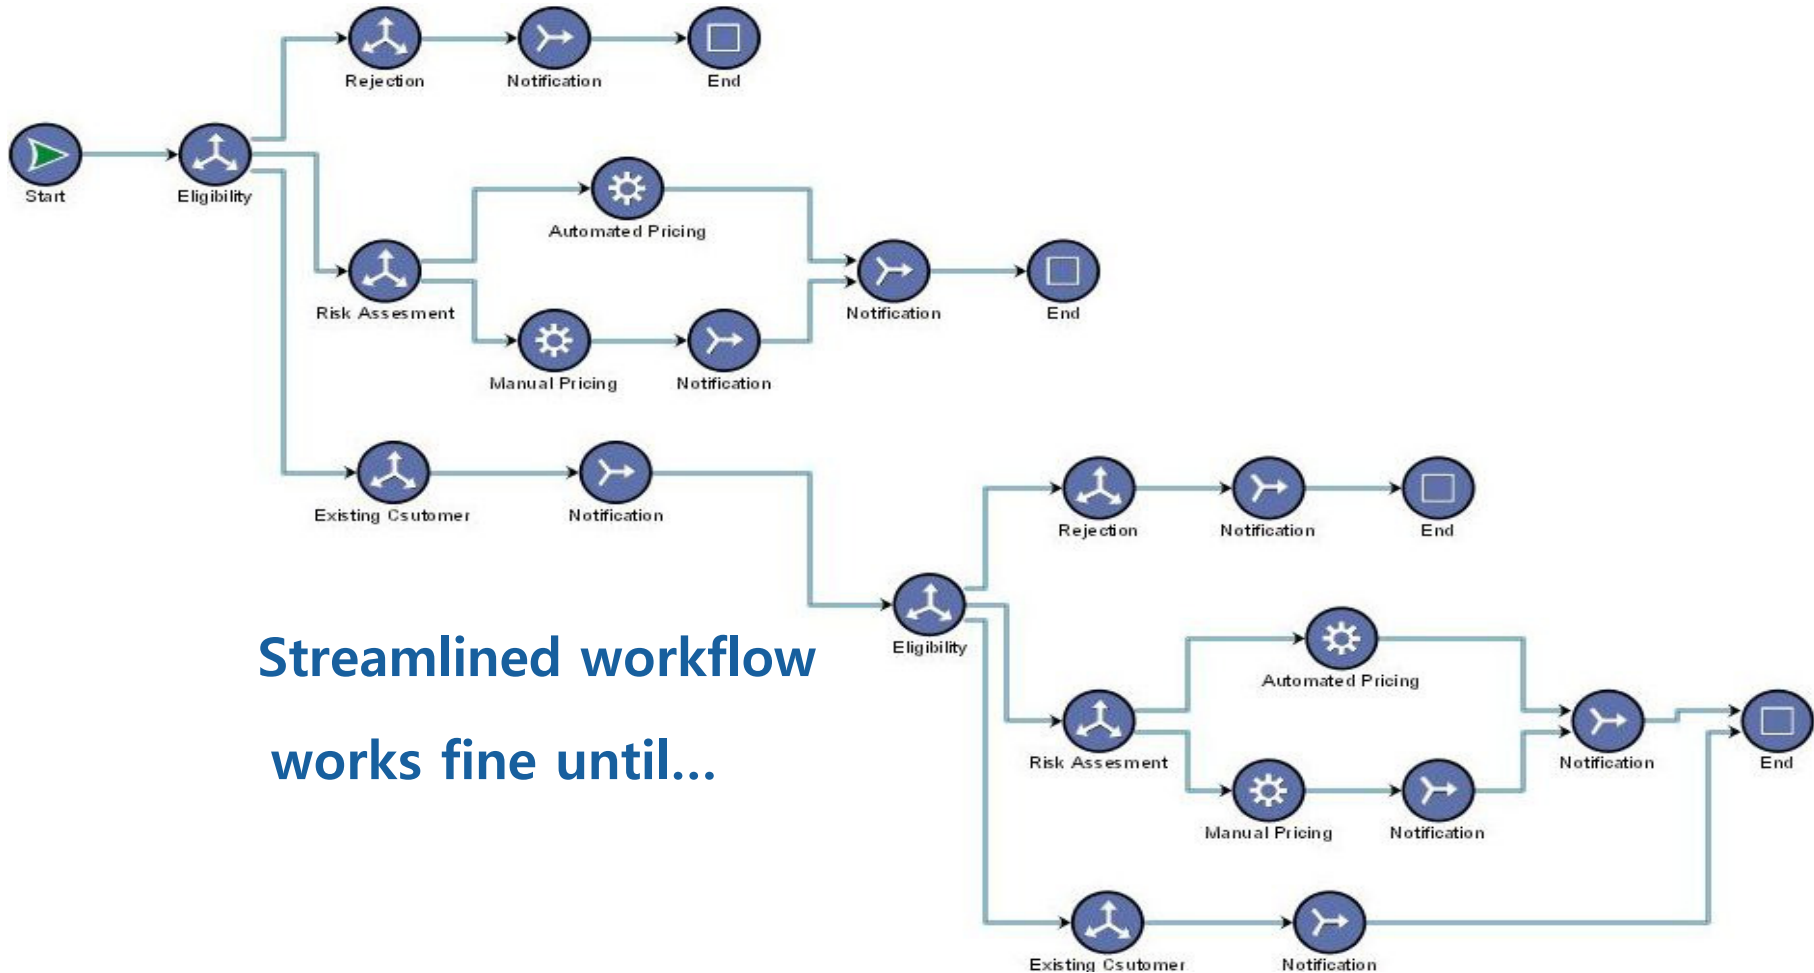 Rejection
Notification
End
Start
Eligibility
Automated Pricing
Risk Assesment
Notification
End
Manual Pricing
Notification
Existing Csutomer
Notification
Rejection
Notification
End
Eligibility
Streamlined workflow
works fine until...
Automated Pricing
Risk Assesment
Notification
End
Manual Pricing
Notification
Existing Csutomer
Notification